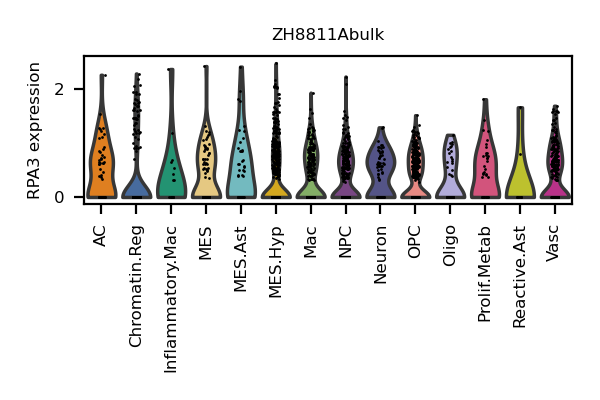 ZH8811Abulk
RPA3 expression
2
0
AC
Chromatin.Reg
Inflammatory.Mac
MES
MES.Ast
MES.Hyp
Mac
NPC
Neuron
OPC
Oligo
Prolif.Metab
Reactive.Ast
Vasc